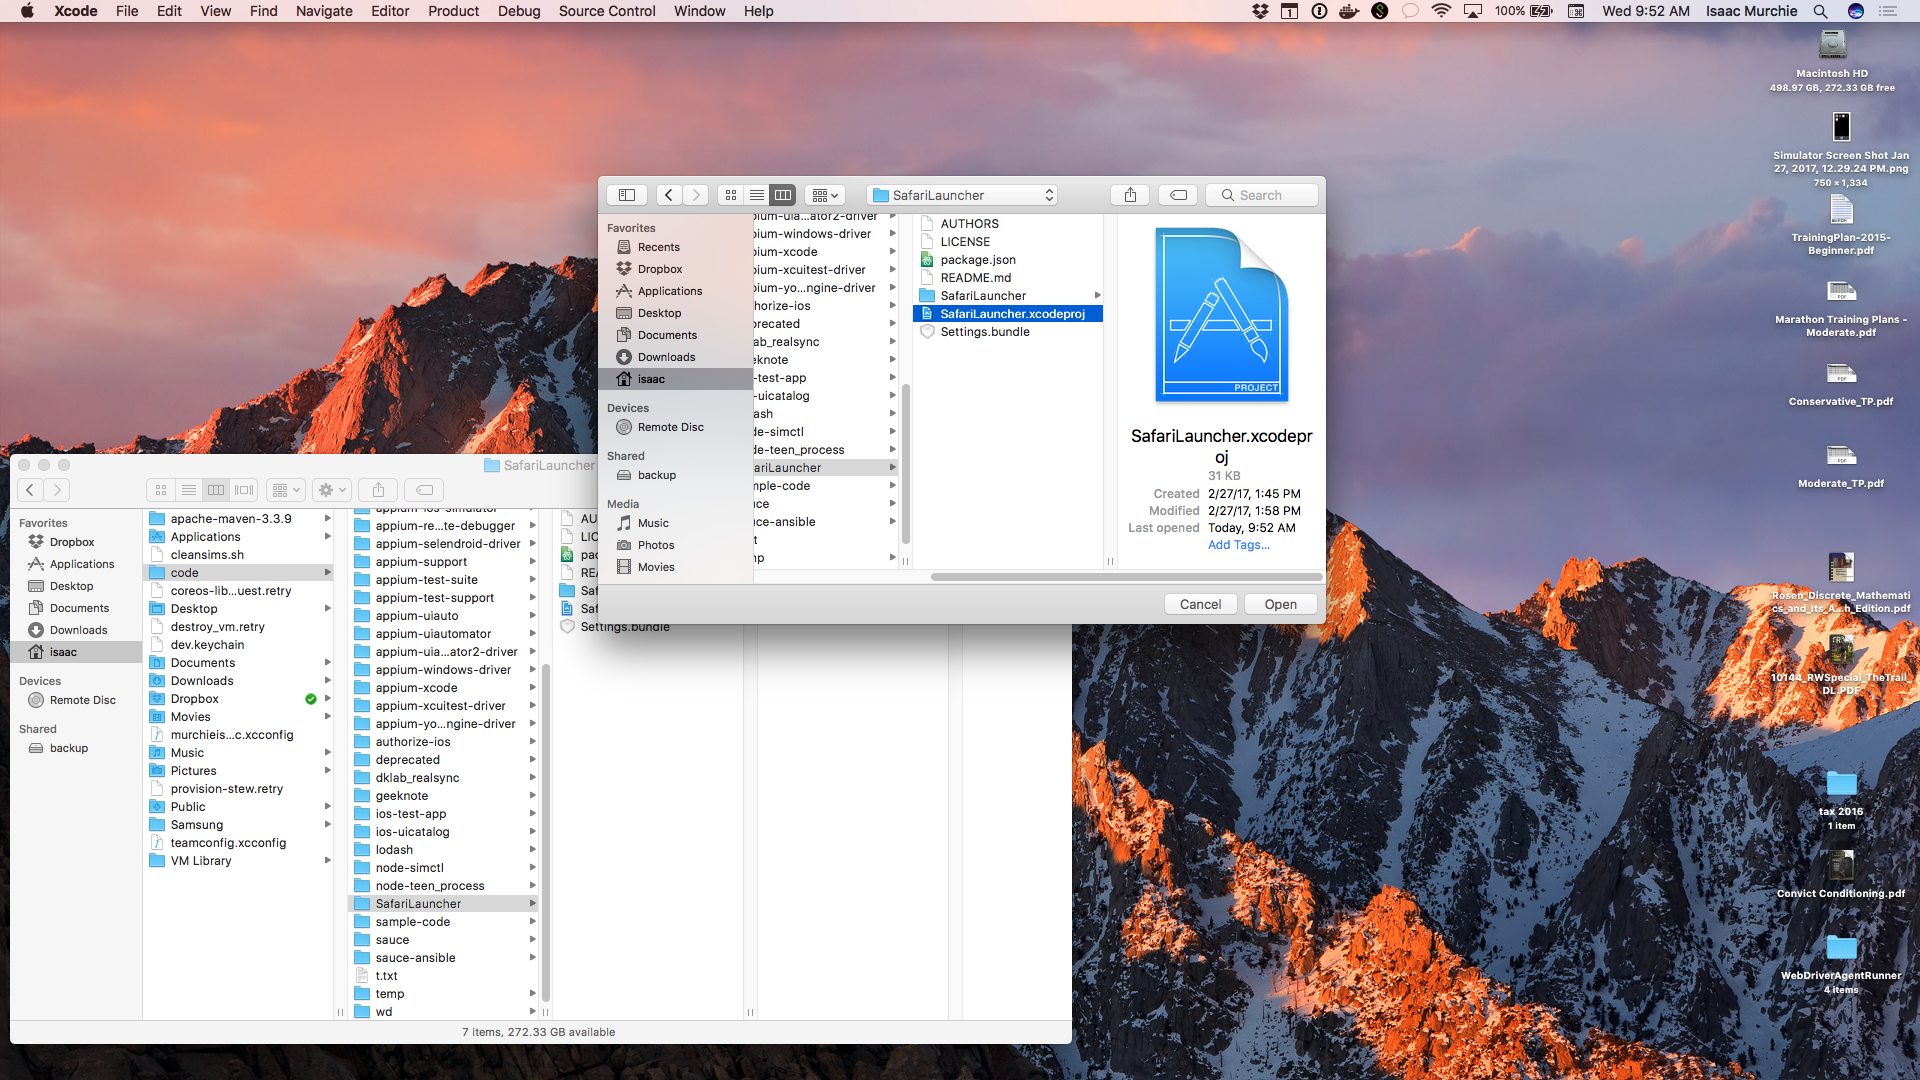 Xcode File Edit View Find Navigate Editor Product Debug Source Control Window Help
1 100% Wed 9:52 AM Isaac Murchie
Macintosh HD
498.97 GB, 272.33 GB free
Simulator Screen Shot Jan
27, 2017, 12.29.24 PM.png
750 × 1,334
TrainingPlan-2015-
Beginner.pdf
Marathon Training Plans -
Moderate.pdf
Conservative_TP.pdf
Moderate_TP.pdf
Rosen_Discrete_Mathemati
cs_and_Its_A...h_Edition.pdf
10144_RWSpecial_TheTrail
DL.PDF
tax 2016
1 item
Convict Conditioning.pdf
WebDriverAgentRunner
4 items
SafariLauncher
Search
Favorites
Recents
Dropbox
Applications
Desktop
Documents
Downloads
isaac
Devices
Remote Disc
Shared
backup
Media
Music
Photos
Movies
pium-uia...ator2-driver
pium-windows-driver
pium-xcode
pium-xcuitest-driver
pium-yo...ngine-driver
thorize-ios
precated
lab_realsync
eknote
-test-app
-uicatalog
ash
de-simctl
de-teen_process
fariLauncher
mple-code
uce
uce-ansible
t
mp
AUTHORS
LICENSE
package.json
README.md
SafariLauncher
SafariLauncher.xcodeproj
Settings.bundle
PROJECT
SafariLauncher.xcodepr
oj
31 KB
Created 2/27/17, 1:45 PM
Modified 2/27/17, 1:58 PM
Last opened Today, 9:52 AM
Add Tags...
Cancel
Open
SafariLauncher
Favorites
Dropbox
Applications
Desktop
Documents
Downloads
isaac
Devices
Remote Disc
Shared
backup
apache-maven-3.3.9
Applications
cleansims.sh
code
coreos-lib...uest.retry
Desktop
destroy_vm.retry
dev.keychain
Documents
Downloads
Dropbox
Movies
murchieis...c.xcconfig
Music
Pictures
provision-stew.retry
Public
Samsung
teamconfig.xcconfig
VM Library
appium-ios-simulator
appium-re...te-debugger
appium-selendroid-driver
appium-support
appium-test-suite
appium-test-support
appium-uiauto
appium-uiautomator
appium-uia...ator2-driver
appium-windows-driver
appium-xcode
appium-xcuitest-driver
appium-yo...ngine-driver
authorize-ios
deprecated
dklab_realsync
geeknote
ios-test-app
ios-uicatalog
lodash
node-simctl
node-teen_process
SafariLauncher
sample-code
sauce
sauce-ansible
t.txt
temp
wd
AU
LIC
pac
REA
Saf
Saf
Settings.bundle
7 items, 272.33 GB available